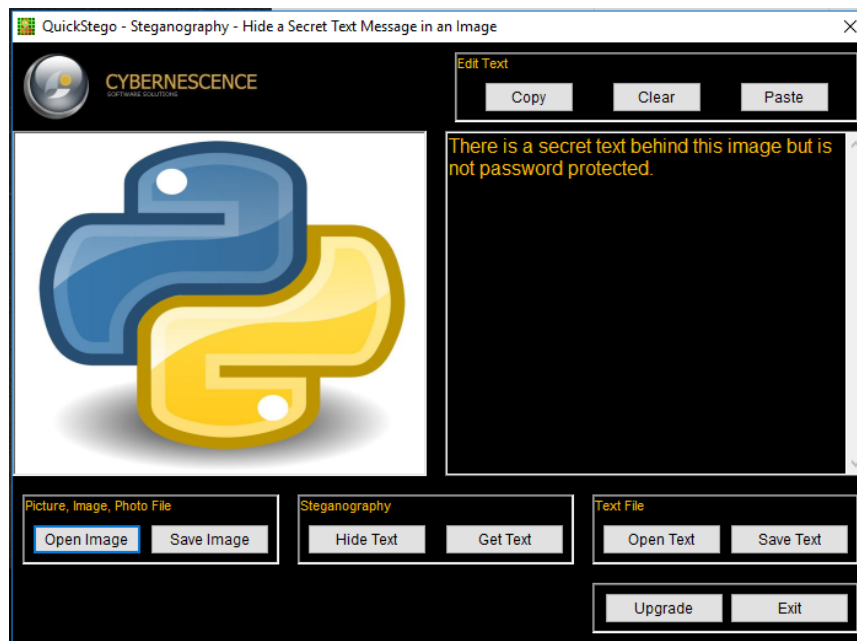 QuickStego - Steganography - Hide a Secret Text Message in an Image
CYBERNESCENCE
SOFTWARE SOLUTIONS
Edit Text
Copy Clear Paste
There is a secret text behind this image but is
not password protected.
Picture, Image, Photo File
Open Image Save Image
Steganography
Hide Text Get Text
Text File
Open Text Save Text
Upgrade Exit